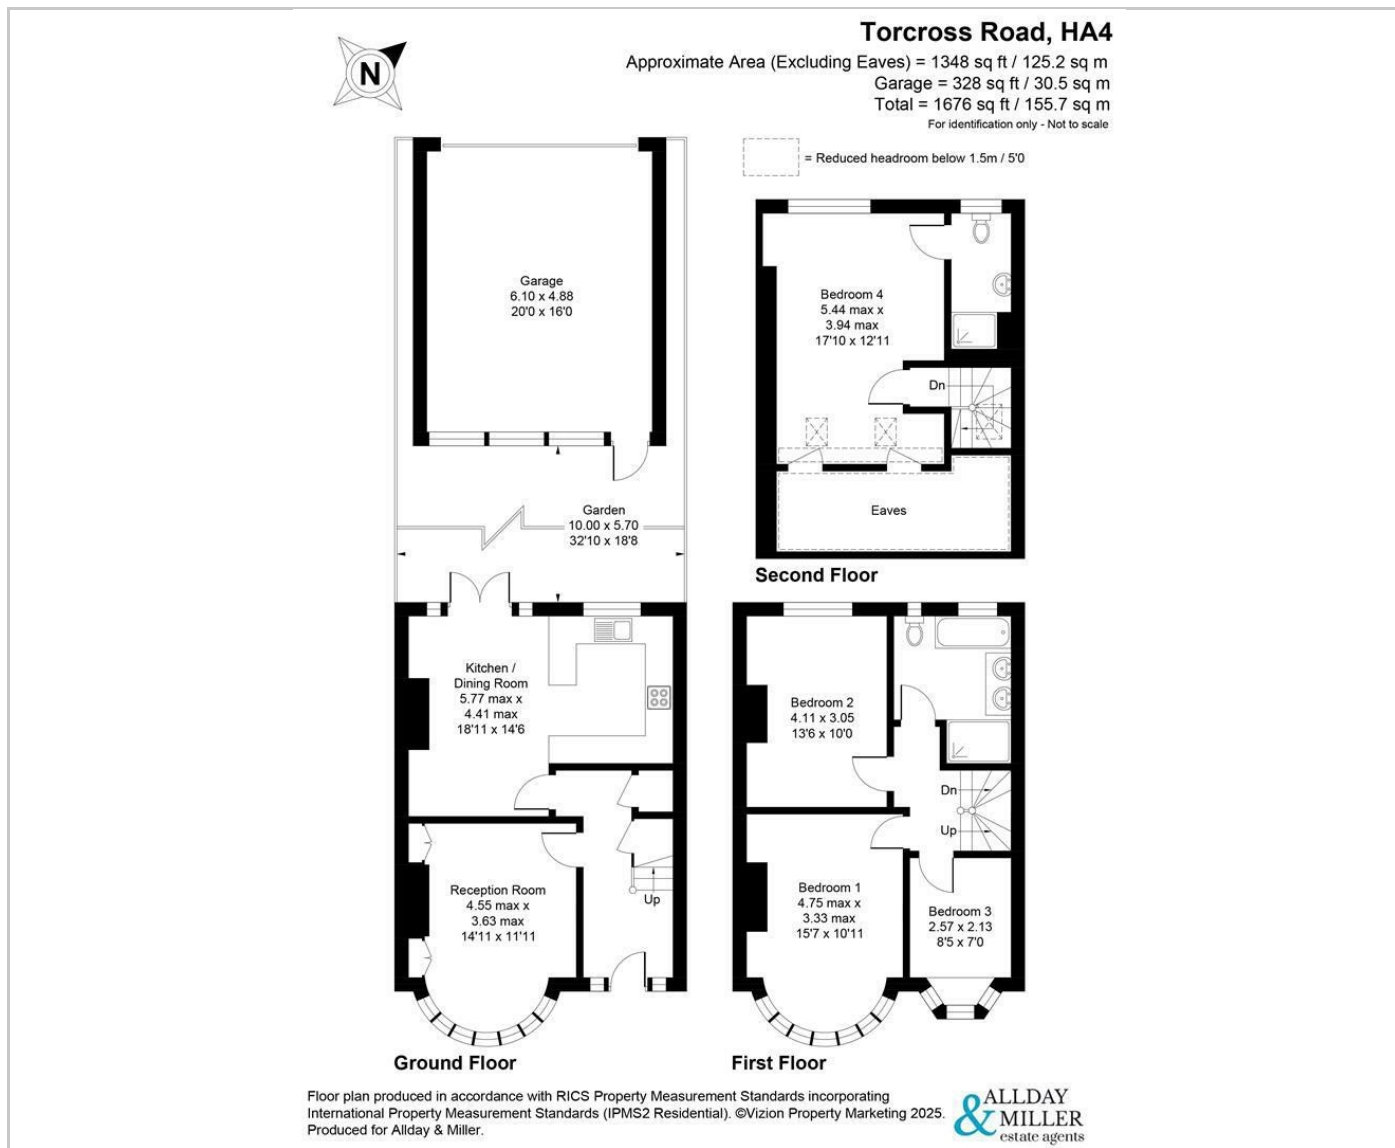 Torcross Road, HA4
Approximate Area (Excluding Eaves) = 1348 sq ft / 125.2 sq m
Garage = 328 sq ft / 30.5 sq m
Total = 1676 sq ft / 155.7 sq m
For identification only - Not to scale
N
= Reduced headroom below 1.5m / 5'0
Garage
6.10 x 4.88
20'0 x 16'0
Garden
10.00 x 5.70
32'10 x 18'8
Kitchen /
Dining Room
5.77 max x
4.41 max
18'11 x 14'6
Reception Room
4.55 max x
3.63 max
14'11 x 11'11
Up
Ground Floor
Bedroom 4
5.44 max x
3.94 max
17'10 x 12'11
Dn
Eaves
Second Floor
Bedroom 2
4.11 x 3.05
13'6 x 10'0
Dn
Up
Bedroom 1
4.75 max x
3.33 max
15'7 x 10'11
Bedroom 3
2.57 x 2.13
8'5 x 7'0
First Floor
Floor plan produced in accordance with RICS Property Measurement Standards incorporating
International Property Measurement Standards (IPMS2 Residential). ©Vizion Property Marketing 2025.
Produced for Allday & Miller.
ALLDAY
& MILLER
estate agents